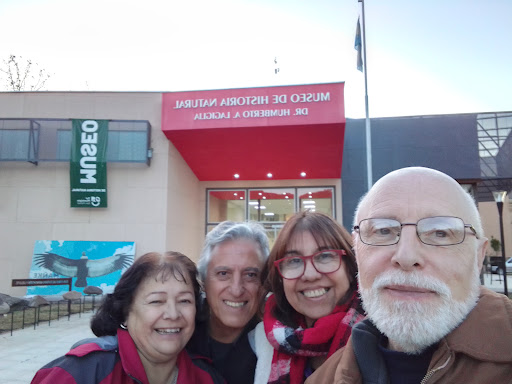 MUSEO DE HISTORIA NATURAL
DR. HUMBERTO A. LAGIGLIA
MUSEO